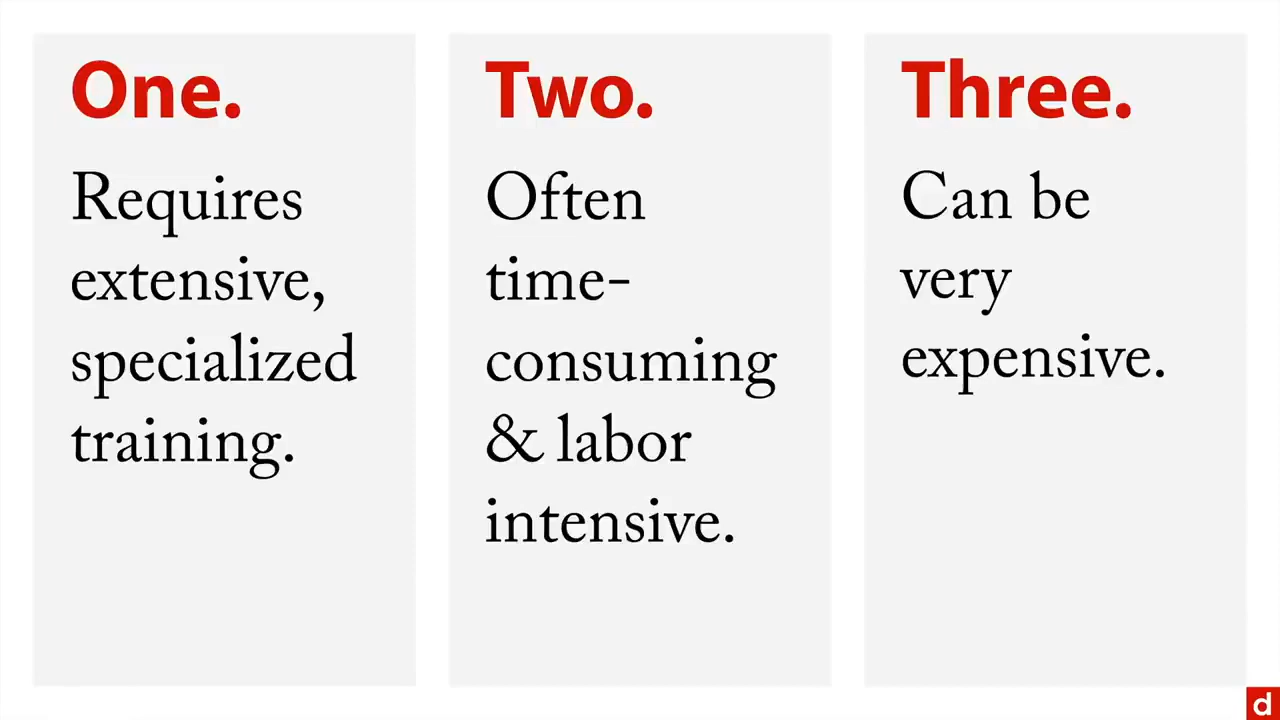 One.
Requires
extensive,
specialized
training.
Two.
Often
time-
consuming
& labor
intensive.
Three.
Can be
very
expensive.
d